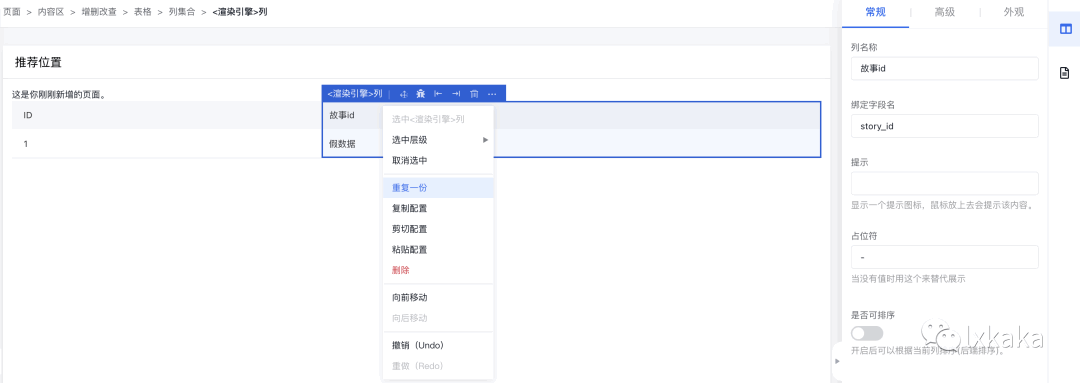 页面 > 内容区 > 增删改查 > 表格 > 列集合 > <渲染引擎>列
推荐位置
这是你刚刚新增的页面。
<渲染引擎>列
ID
故事id
1
假数据
选中<渲染引擎>列
选中层级
取消选中
重复一份
复制配置
剪切配置
粘贴配置
删除
向前移动
向后移动
撤销（Undo）
重做（Redo）
常规
高级
外观
列名称
故事id
绑定字段名
story_id
提示
显示一个提示图标，鼠标放上去会提示该内容。
占位符
-
当没有值时用这个来替代展示
是否可排序
开启后可以根据当前列排序(后端排序)。
lxkaka